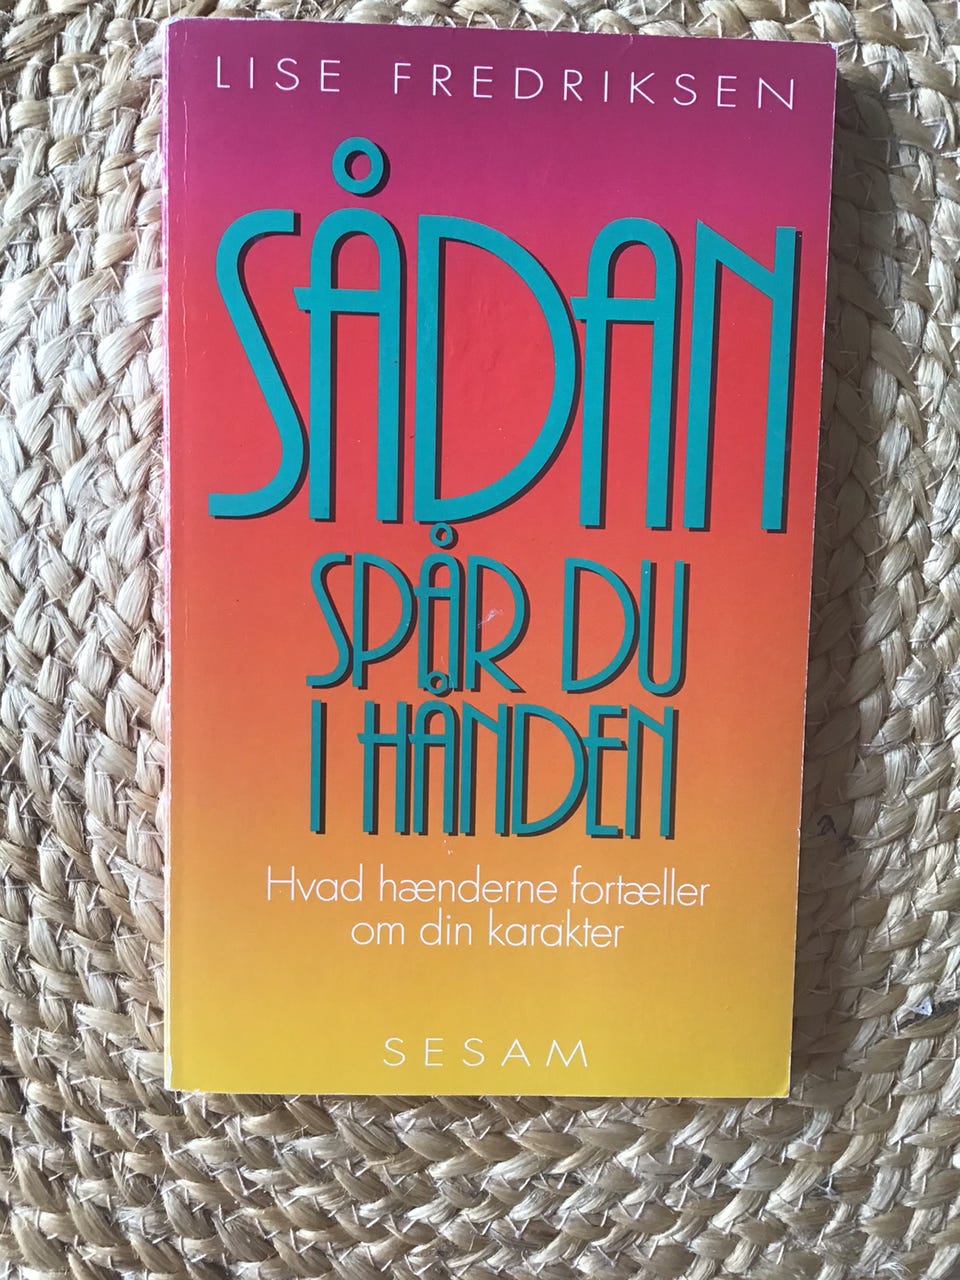 LISE FREDRIKSEN
SÅDAN
SPÅR DU
I HÅNDEN
Hvad hænderne fortæller
om din karakter
SESAM